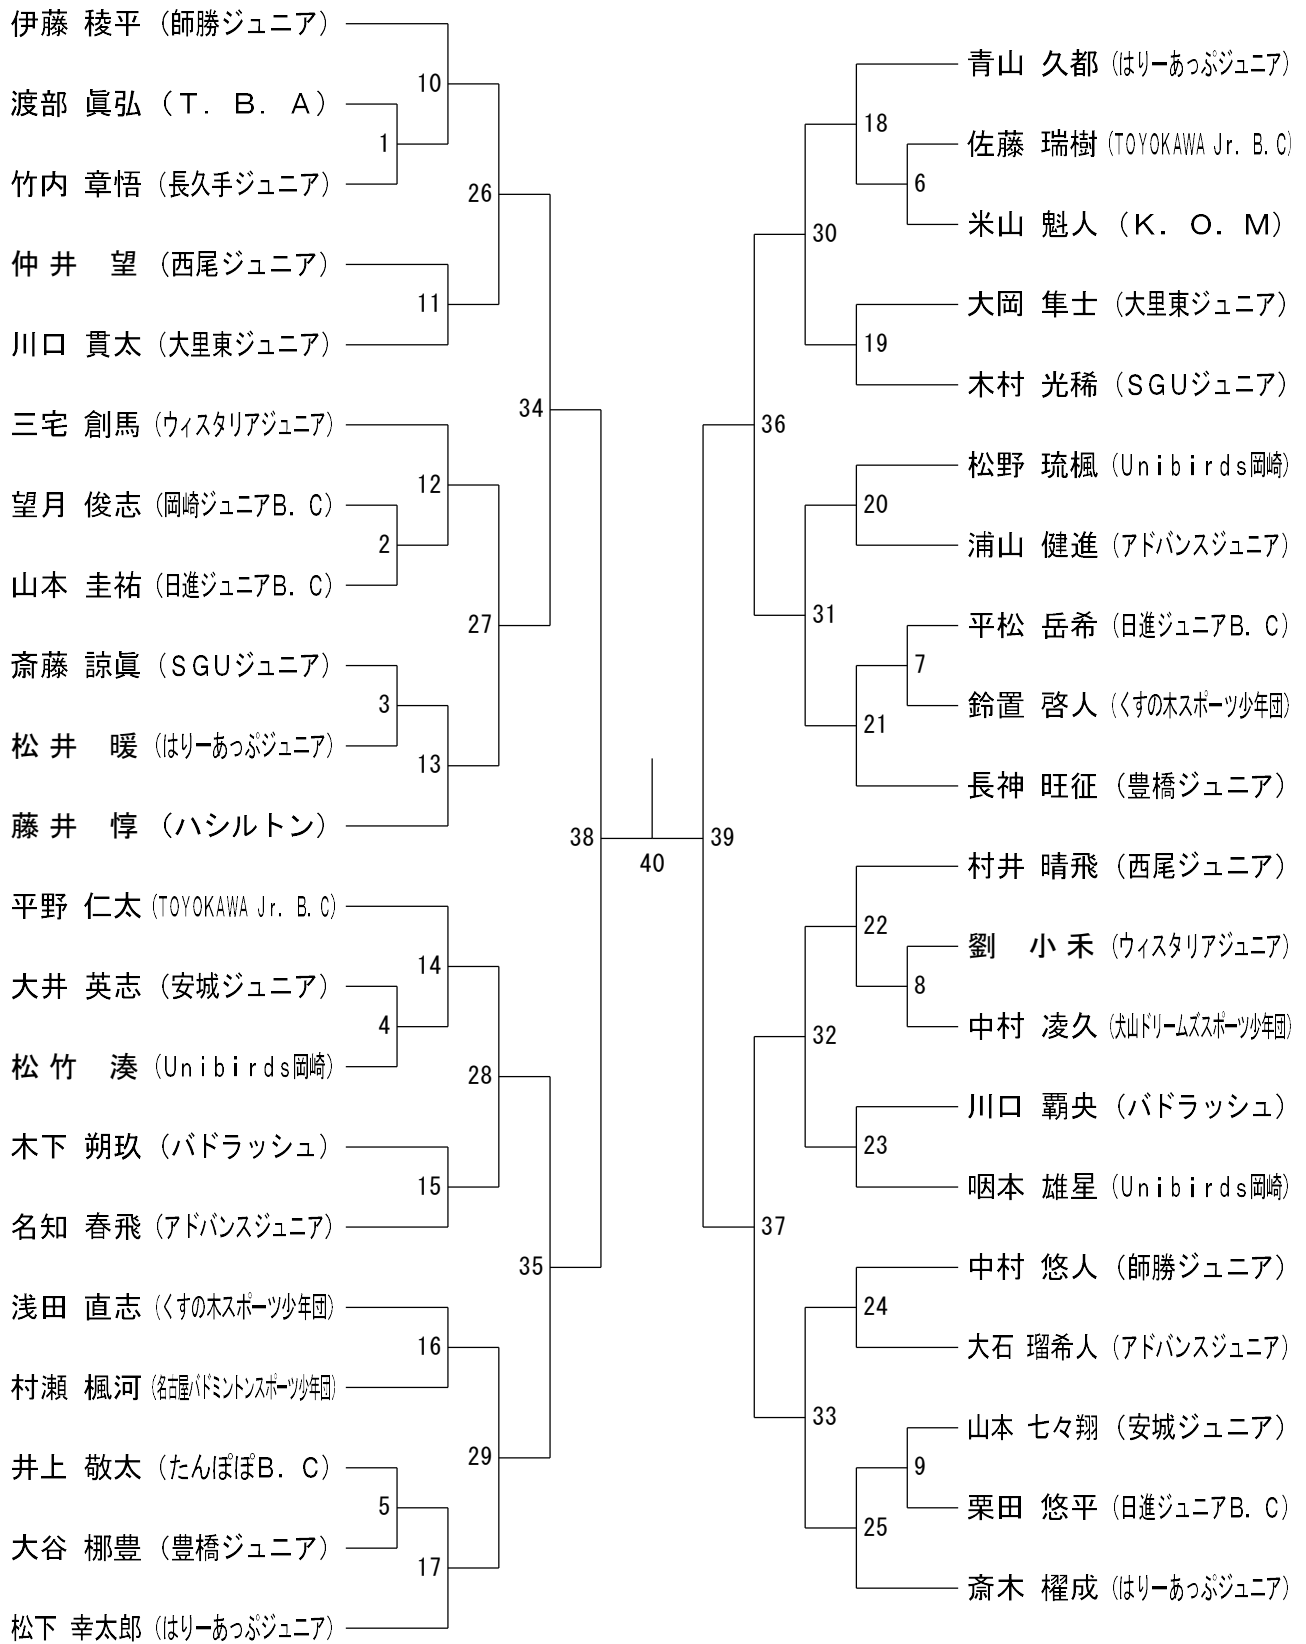 伊藤 稜平 (師勝ジュニア)
渡部 眞弘 (T. B. A)
竹内 章悟 (長久手ジュニア)
仲井 望 (西尾ジュニア)
川口 貫太 (大里東ジュニア)
三宅 創馬 (ウィスタリアジュニア)
望月 俊志 (岡崎ジュニアB. C)
山本 圭祐 (日進ジュニアB. C)
斎藤 諒眞 (SGUジュニア)
松井 暖 (はりーあっぷジュニア)
藤井 惇 (ハシルトン)
平野 仁太 (TOYOKAWA Jr. B. C)
大井 英志 (安城ジュニア)
松竹 湊 (Unibirds岡崎)
木下 朔玖 (バドラッシュ)
名知 春飛 (アドバンスジュニア)
浅田 直志 (くすの木スポーツ少年団)
村瀬 楓河 (名古屋バドミントンスポーツ少年団)
井上 敬太 (たんぽぽB. C)
大谷 梛豊 (豊橋ジュニア)
松下 幸太郎 (はりーあっぷジュニア)
1
2
3
4
5
10
11
12
13
14
15
16
17
26
27
28
29
34
35
38
40
39
36
37
30
31
32
33
18
19
20
21
22
23
24
25
6
7
8
9
青山 久都 (はりーあっぷジュニア)
佐藤 瑞樹 (TOYOKAWA Jr. B. C)
米山 魁人 (K. O. M)
大岡 隼士 (大里東ジュニア)
木村 光稀 (SGUジュニア)
松野 琉楓 (Unibirds岡崎)
浦山 健進 (アドバンスジュニア)
平松 岳希 (日進ジュニアB. C)
鈴置 啓人 (くすの木スポーツ少年団)
長神 旺征 (豊橋ジュニア)
村井 晴飛 (西尾ジュニア)
劉 小禾 (ウィスタリアジュニア)
中村 凌久 (犬山ドリームズスポーツ少年団)
川口 覇央 (バドラッシュ)
咽本 雄星 (Unibirds岡崎)
中村 悠人 (師勝ジュニア)
大石 瑠希人 (アドバンスジュニア)
山本 七々翔 (安城ジュニア)
栗田 悠平 (日進ジュニアB. C)
斎木 櫂成 (はりーあっぷジュニア)